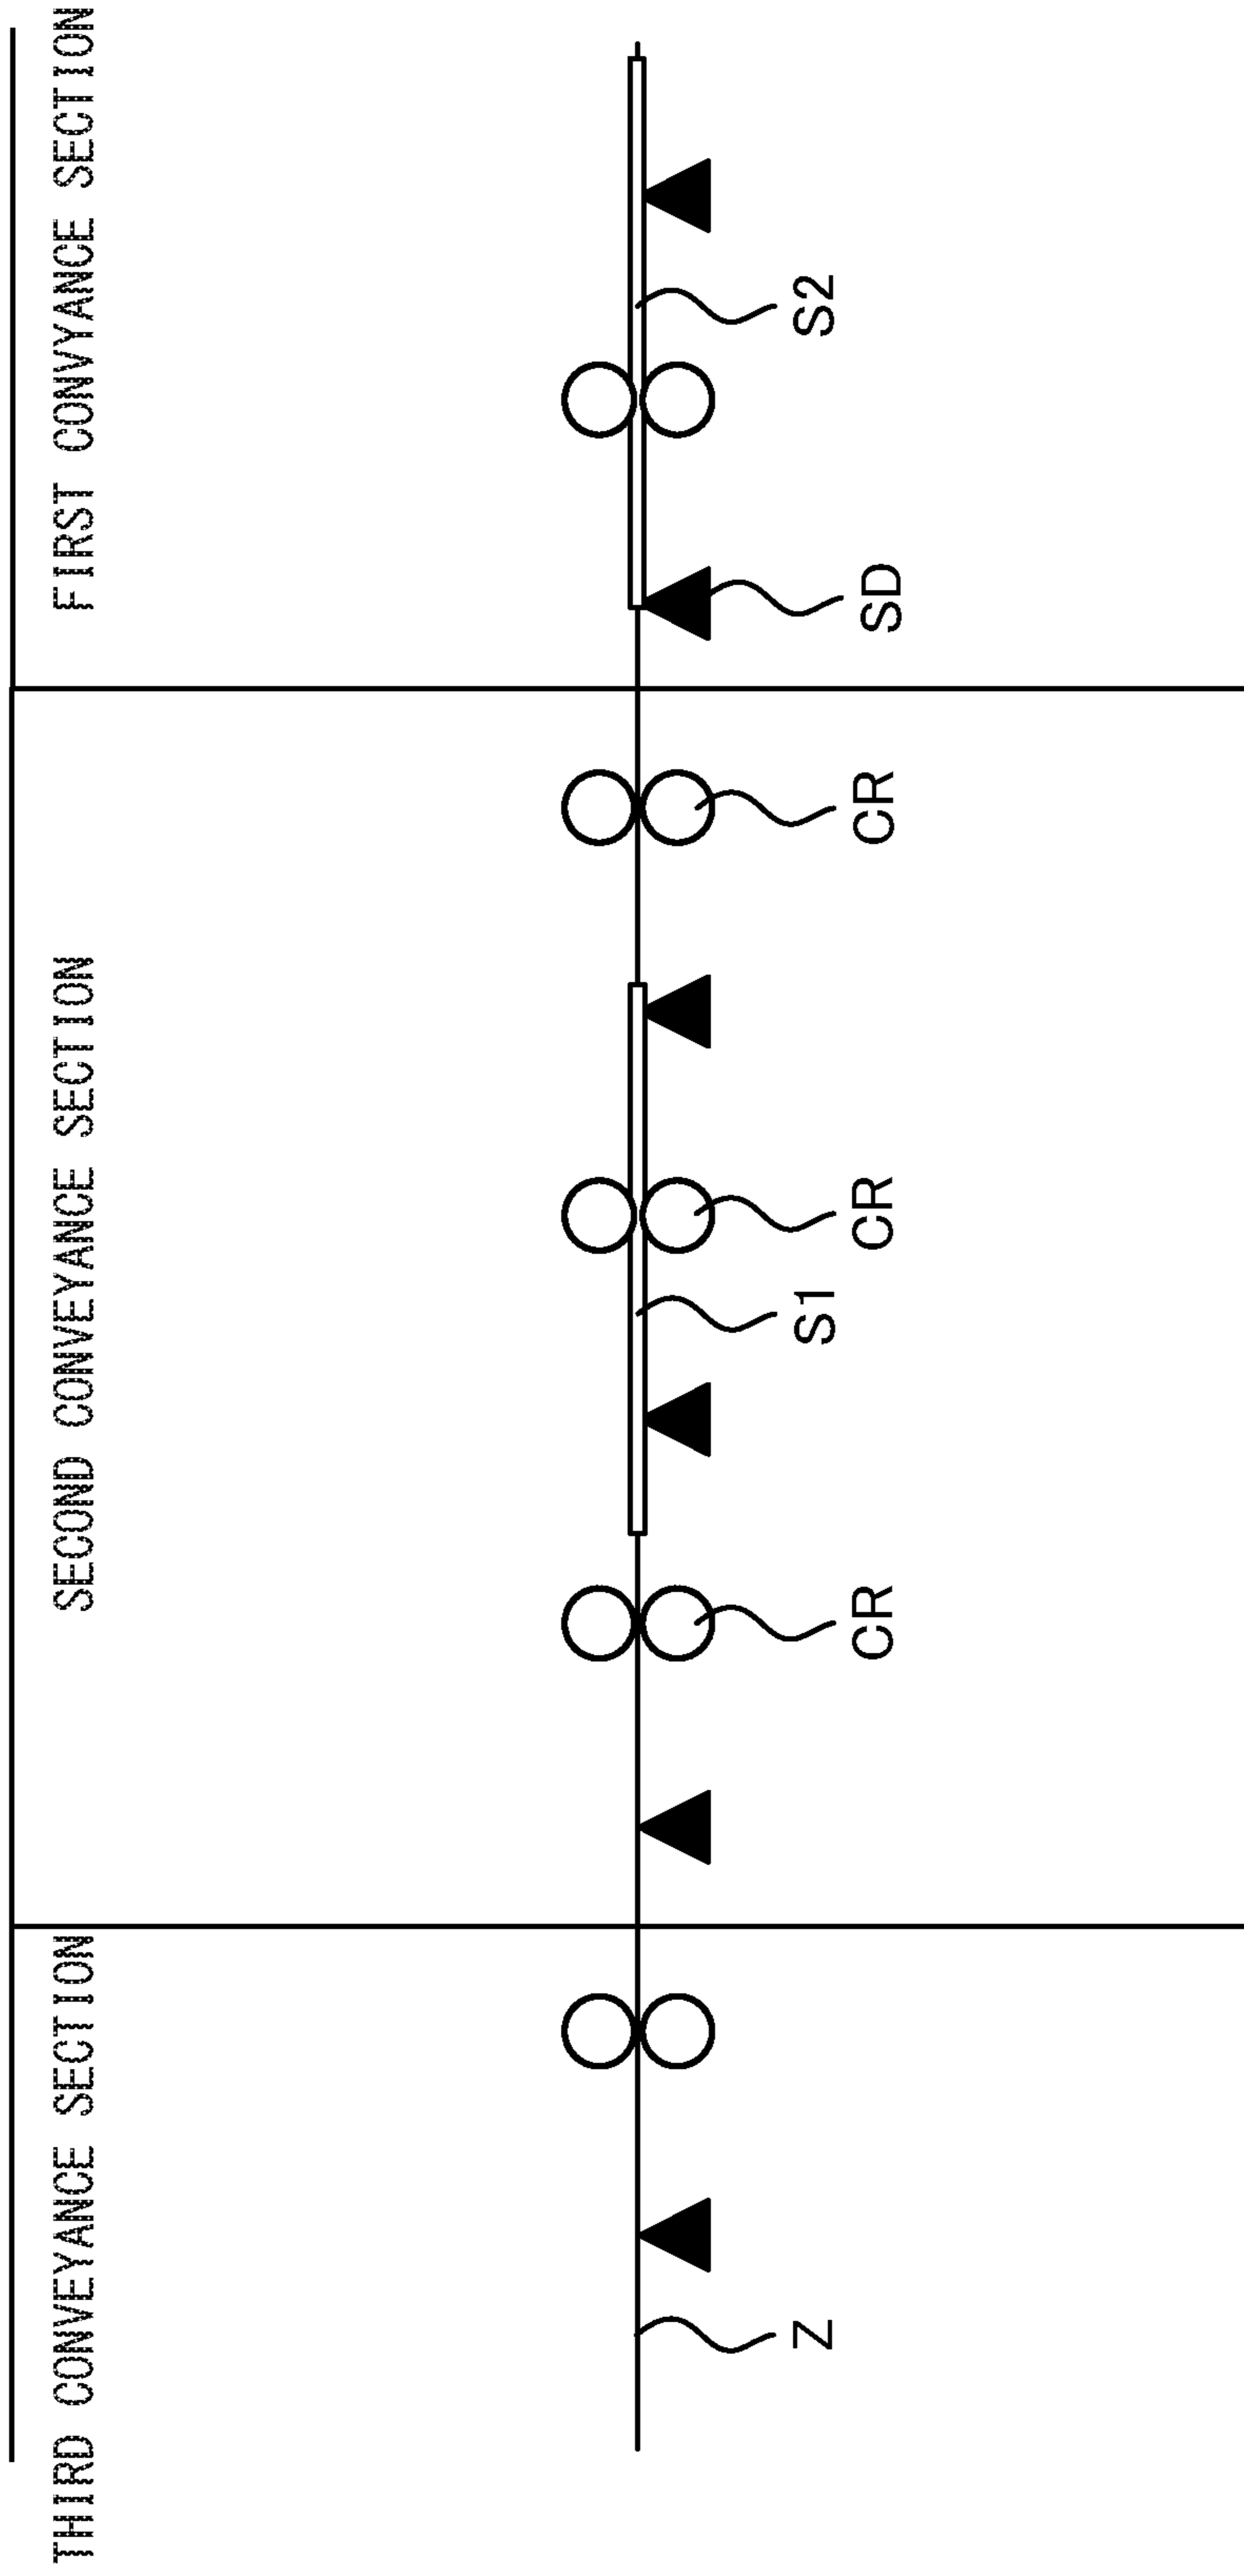 THIRD CONVEYANCE SECTION
SECOND CONVEYANCE SECTION
FIRST CONVYANCE SECTION
Z
CR
S1
CR
CR
SD
S2